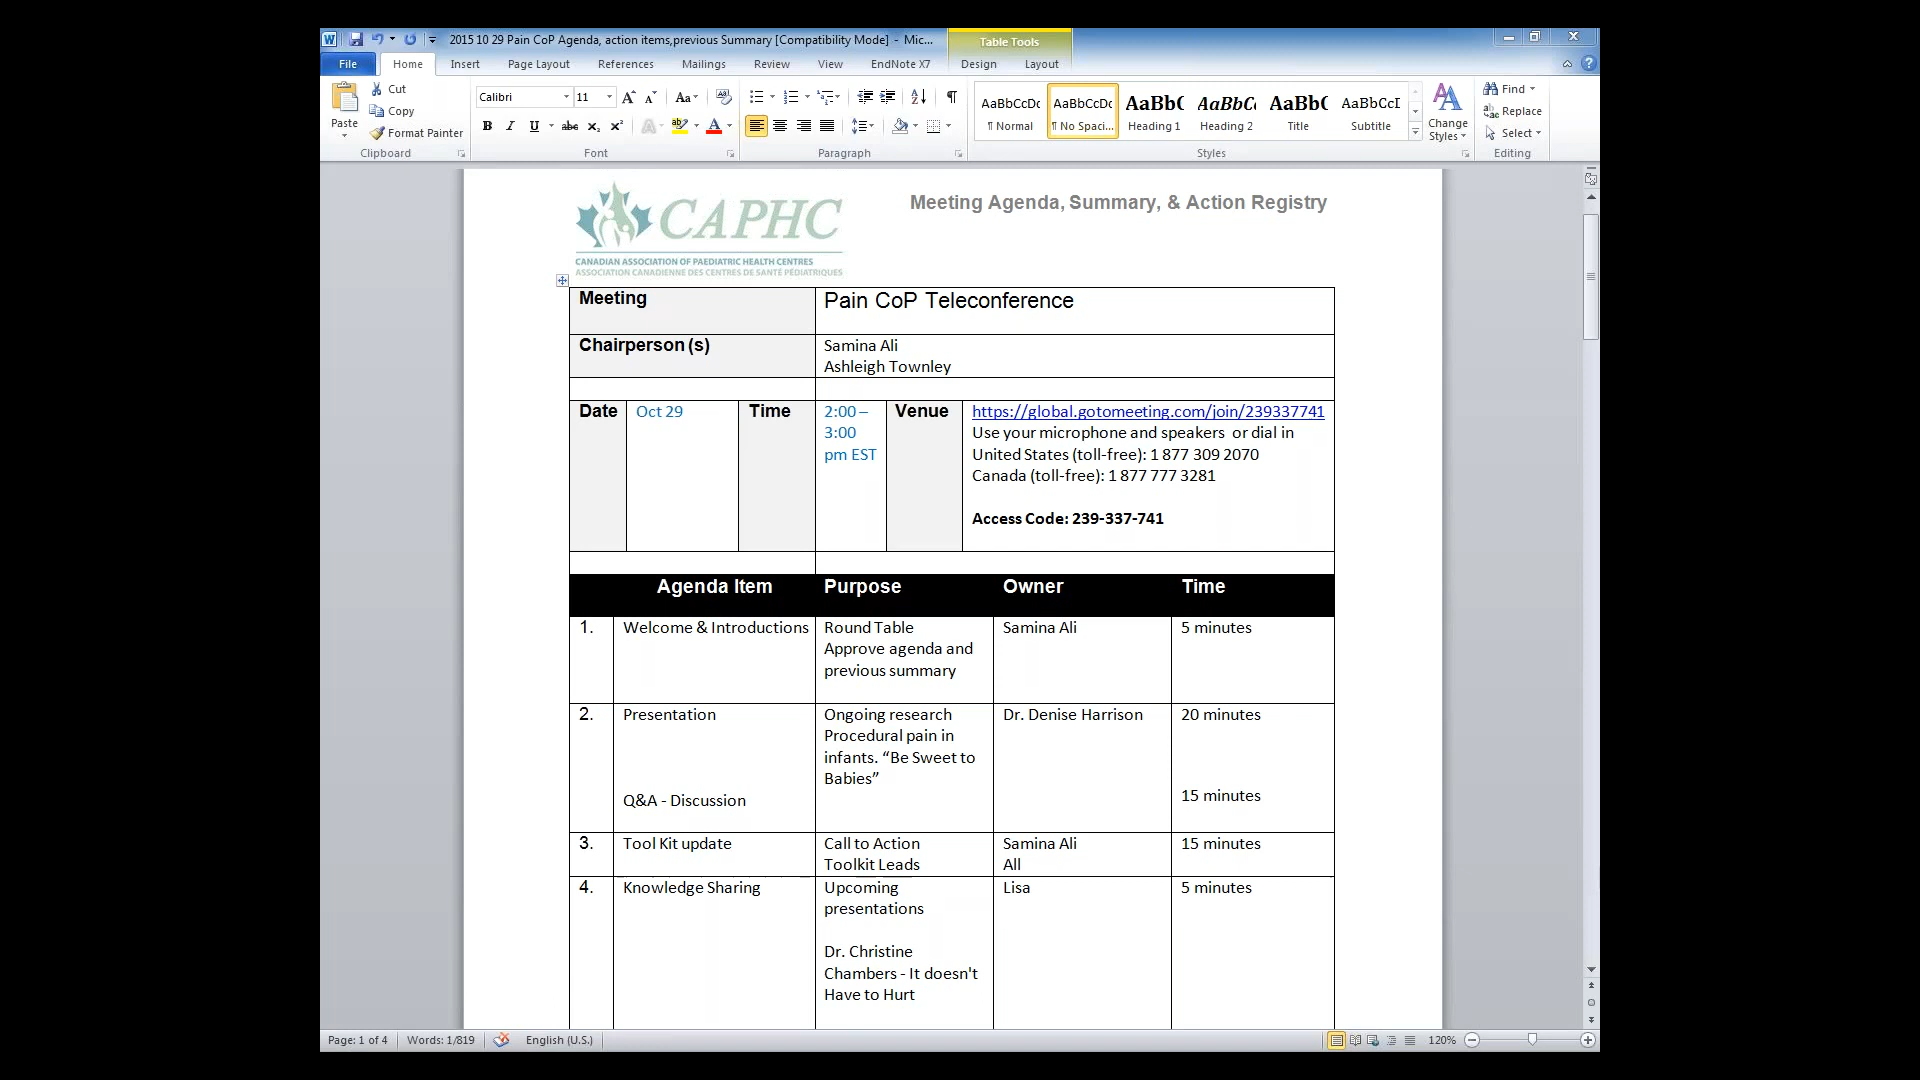 2015 10 29 Pain CoP Agenda, action items,previous Summary [Compatibility Mode] - Mic...
Table Tools
File Home Insert Page Layout References Mailings Review View EndNote X7 Design Layout
Cut
Copy
Format Painter
Paste
Clipboard
Calibri 11
Font
Paragraph
AaBbCcDc AaBbCcDc AaBbC AaBbCc AaBbC AaBbCcI
¶ Normal ¶ No Spaci... Heading 1 Heading 2 Title Subtitle
Styles
Change
Styles
Find
Replace
Select
Editing
CAPHC
CANADIAN ASSOCIATION OF PAEDIATRIC HEALTH CENTRES
ASSOCIATION CANADIENNE DES CENTRES DE SANTÉ PÉDIATRIQUES
Meeting Agenda, Summary, & Action Registry
Meeting Pain CoP Teleconference
Chairperson (s) Samina Ali
Ashleigh Townley
Date Oct 29 Time 2:00 –
3:00
pm EST
Venue https://global.gotomeeting.com/join/239337741
Use your microphone and speakers or dial in
United States (toll-free): 1 877 309 2070
Canada (toll-free): 1 877 777 3281
Access Code: 239-337-741
Agenda Item Purpose Owner Time
1. Welcome & Introductions Round Table Samina Ali 5 minutes
Approve agenda and
previous summary
2. Presentation Ongoing research Dr. Denise Harrison 20 minutes
Procedural pain in
infants. “Be Sweet to
Babies”
Q&A - Discussion 15 minutes
3. Tool Kit update Call to Action Samina Ali 15 minutes
Toolkit Leads All
4. Knowledge Sharing Upcoming Lisa 5 minutes
presentations
Dr. Christine
Chambers - It doesn't
Have to Hurt
Page: 1 of 4 Words: 1/819 English (U.S.) 120%